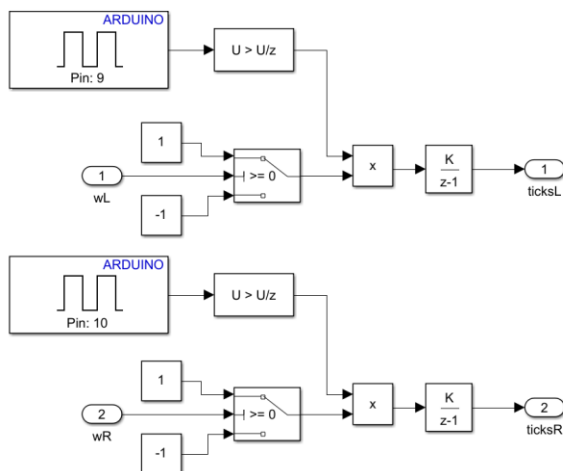 ARDUINO
Pin: 9
U > U/z
1
1
wL
>= 0
-1
x
K
z-1
1
ticksL
ARDUINO
Pin: 10
U > U/z
1
2
wR
>= 0
-1
x
K
z-1
2
ticksR